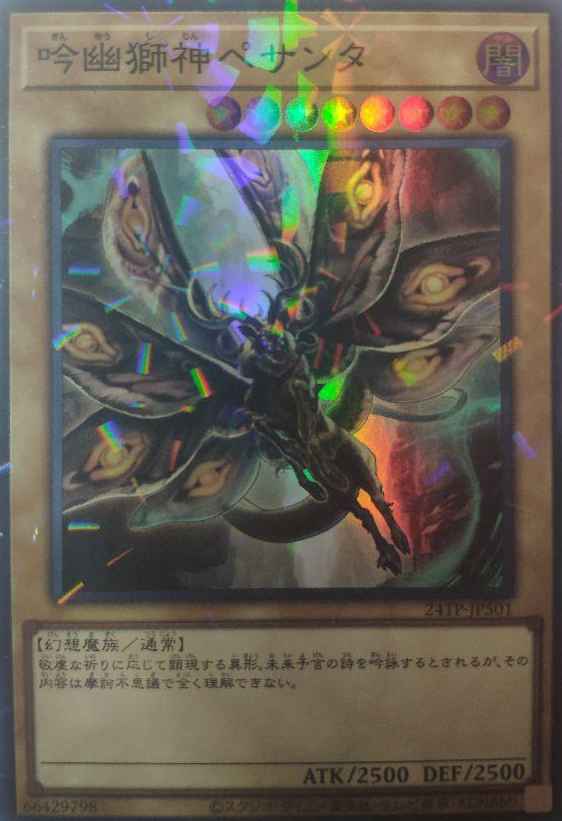 吟幽獅神ペサンタ
闇
24TP-JP501
【幻想魔族／通常】
敬虔な祈りに応じて顕現する異形。未来予言の詩を吟詠するとされるが、その
内容は摩訶不思議で全く理解できない。
ATK/2500 DEF/2500
66429798